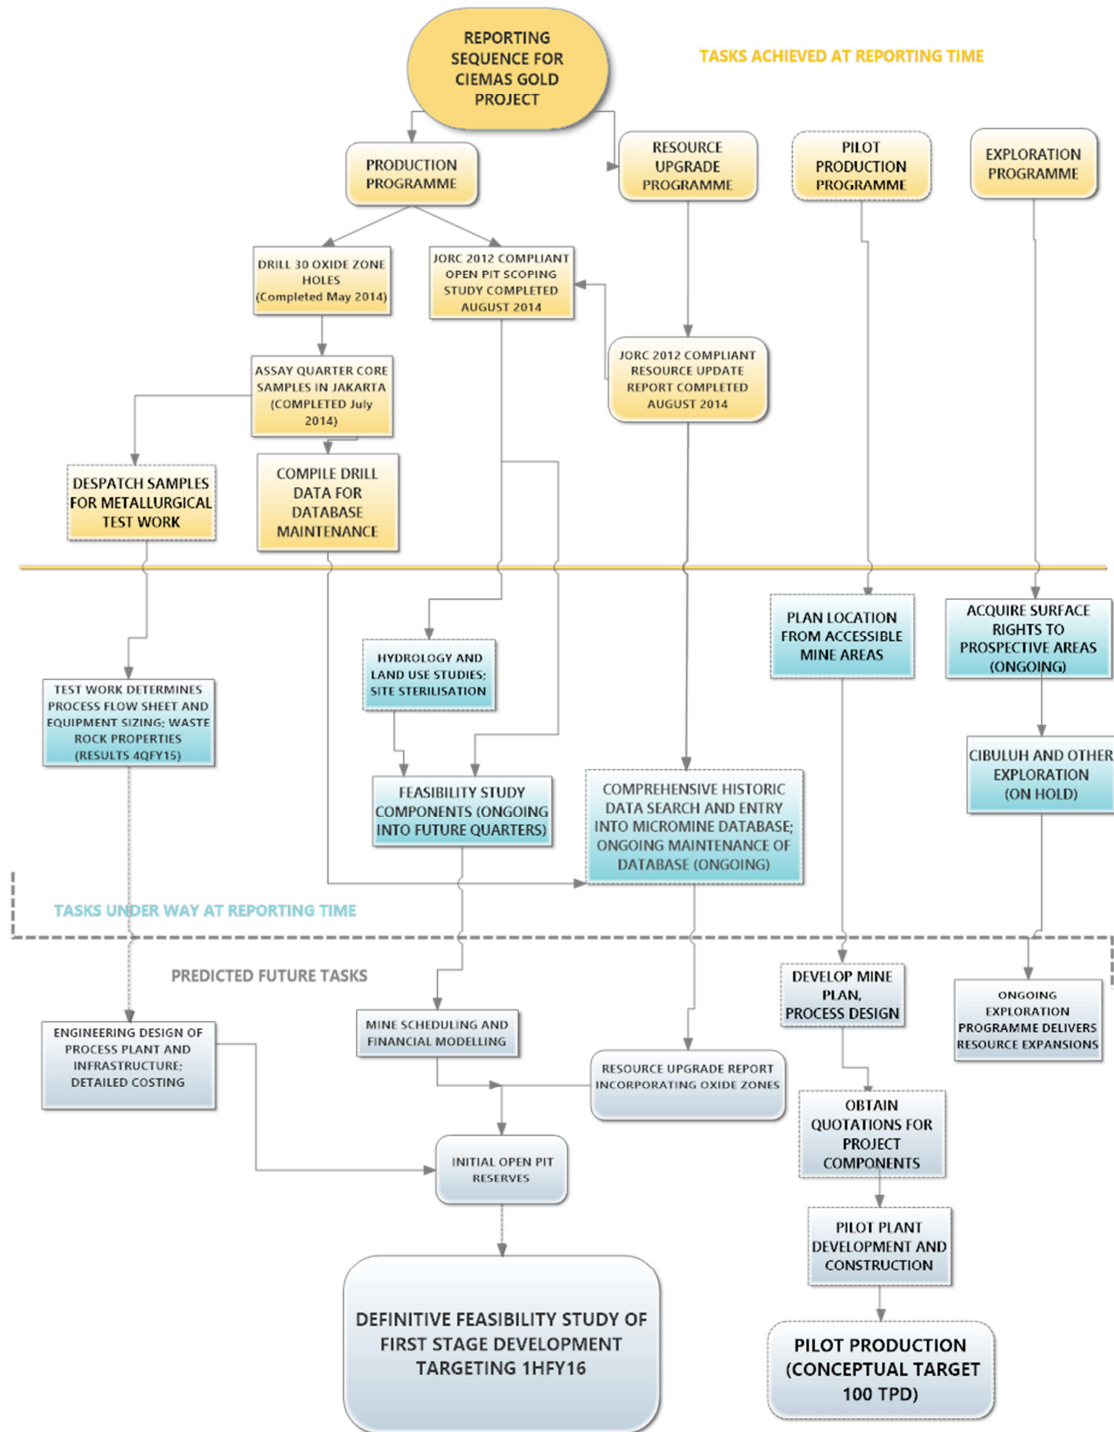 REPORTING
SEQUENCE FOR
CIEMAS GOLD
PROJECT
TASKS ACHIEVED AT REPORTING TIME
PRODUCTION
PROGRAMME
RESOURCE
UPGRADE
PROGRAMME
PILOT
PRODUCTION
PROGRAMME
EXPLORATION
PROGRAMME
DRILL 30 OXIDE ZONE
HOLES
(Completed May 2014)
JORC 2012 COMPLIANT
OPEN PIT SCOPING
STUDY COMPLETED
AUGUST 2014
JORC 2012 COMPLIANT
RESOURCE UPDATE
REPORT COMPLETED
AUGUST 2014
ASSAY QUARTER CORE
SAMPLES IN JAKARTA
(COMPLETED July
2014)
DESPATCH SAMPLES
FOR METALLURGICAL
TEST WORK
COMPILE DRILL
DATA FOR
DATABASE
MAINTENANCE
PLAN LOCATION
FROM ACCESSIBLE
MINE AREAS
ACQUIRE SURFACE
RIGHTS TO
PROSPECTIVE AREAS
(ONGOING)
HYDROLOGY AND
LAND USE STUDIES;
SITE STERILISATION
TEST WORK DETERMINES
PROCESS FLOW SHEET AND
EQUIPMENT SIZING; WASTE
ROCK PROPERTIES
(RESULTS 4QFY15)
CIBULUH AND OTHER
EXPLORATION
(ON HOLD)
FEASIBILITY STUDY
COMPONENTS (ONGOING
INTO FUTURE QUARTERS)
COMPREHENSIVE HISTORIC
DATA SEARCH AND ENTRY
INTO MICROMINE DATABASE;
ONGOING MAINTENANCE OF
DATABASE (ONGOING)
TASKS UNDER WAY AT REPORTING TIME
PREDICTED FUTURE TASKS
DEVELOP MINE
PLAN,
PROCESS DESIGN
ONGOING
EXPLORATION
PROGRAMME DELIVERS
RESOURCE EXPANSIONS
ENGINEERING DESIGN OF
PROCESS PLANT AND
INFRASTRUCTURE;
DETAILED COSTING
MINE SCHEDULING AND
FINANCIAL MODELLING
RESOURCE UPGRADE REPORT
INCORPORATING OXIDE ZONES
OBTAIN
QUOTATIONS FOR
PROJECT
COMPONENTS
INITIAL OPEN PIT
RESERVES
PILOT PLANT
DEVELOPMENT AND
CONSTRUCTION
DEFINITIVE FEASIBILITY STUDY OF
FIRST STAGE DEVELOPMENT
TARGETING 1HFY16
PILOT PRODUCTION
(CONCEPTUAL TARGET
100 TPD)